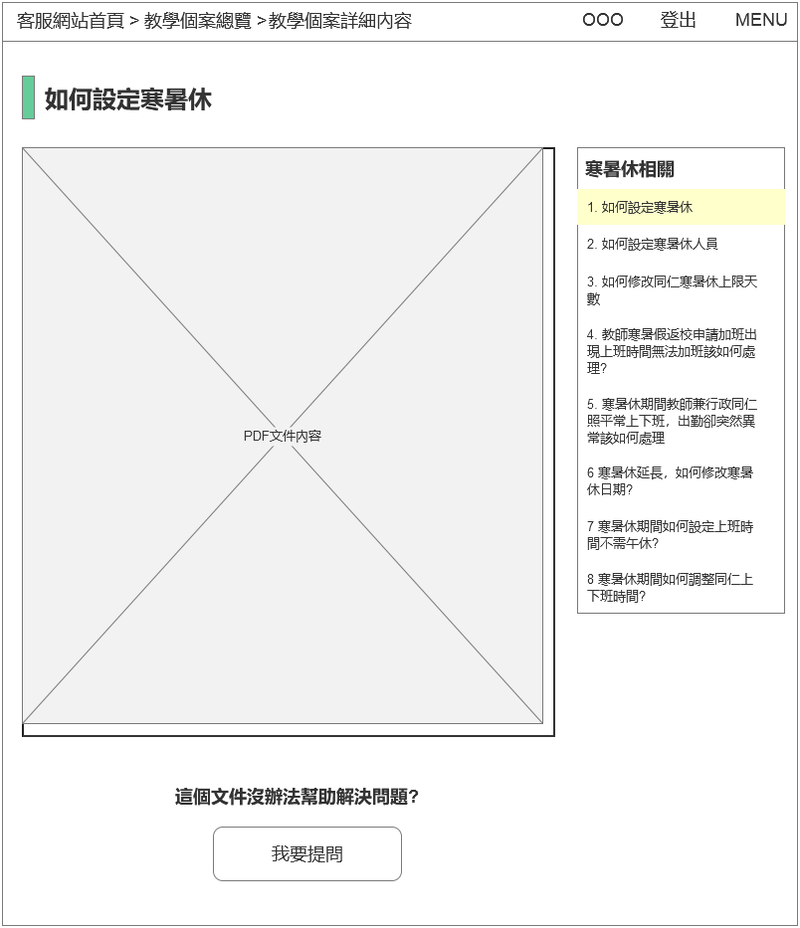 客服網站首頁 > 教學個案總覽 >教學個案詳細內容
OOO 登出 MENU
如何設定寒暑休
PDF文件內容
寒暑休相關
1. 如何設定寒暑休
2. 如何設定寒暑休人員
3. 如何修改同仁寒暑休上限天
數
4. 教師寒暑假返校申請加班出
現上班時間無法加班該如何處
理?
5. 寒暑休期間教師兼行政同仁
照平常上下班，出勤卻突然異
常該如何處理
6 寒暑休延長，如何修改寒暑
休日期?
7 寒暑休期間如何設定上班時
間不需午休?
8 寒暑休期間如何調整同仁上
下班時間?
這個文件沒辦法幫助解決問題?
我要提問